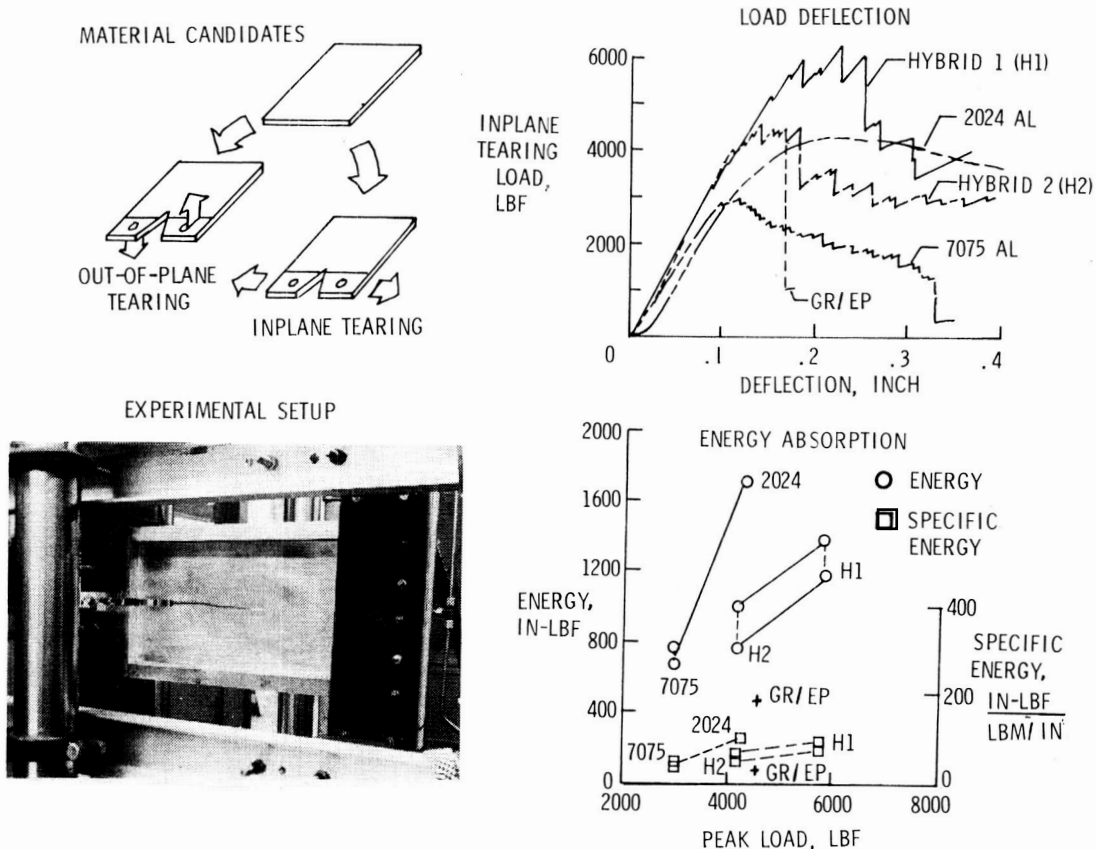 MATERIAL CANDIDATES
OUT-OF-PLANE
TEARING
INPLANE TEARING
LOAD DEFLECTION
INPLANE
TEARING
LOAD,
LBF
6000
4000
2000
0
.1
.2
.3
.4
HYBRID 1 (H1)
2024 AL
HYBRID 2 (H2)
7075 AL
GR/EP
DEFLECTION, INCH
EXPERIMENTAL SETUP
ENERGY ABSORPTION
ENERGY,
IN-LBF
2000
1600
1200
800
400
0
2024
ENERGY
SPECIFIC
ENERGY
H1
H2
7075
GR/EP
2024
7075
H1
H2
GR/EP
400
200
0
SPECIFIC
ENERGY,
IN-LBF
LBM/IN
2000
4000
6000
8000
PEAK LOAD, LBF